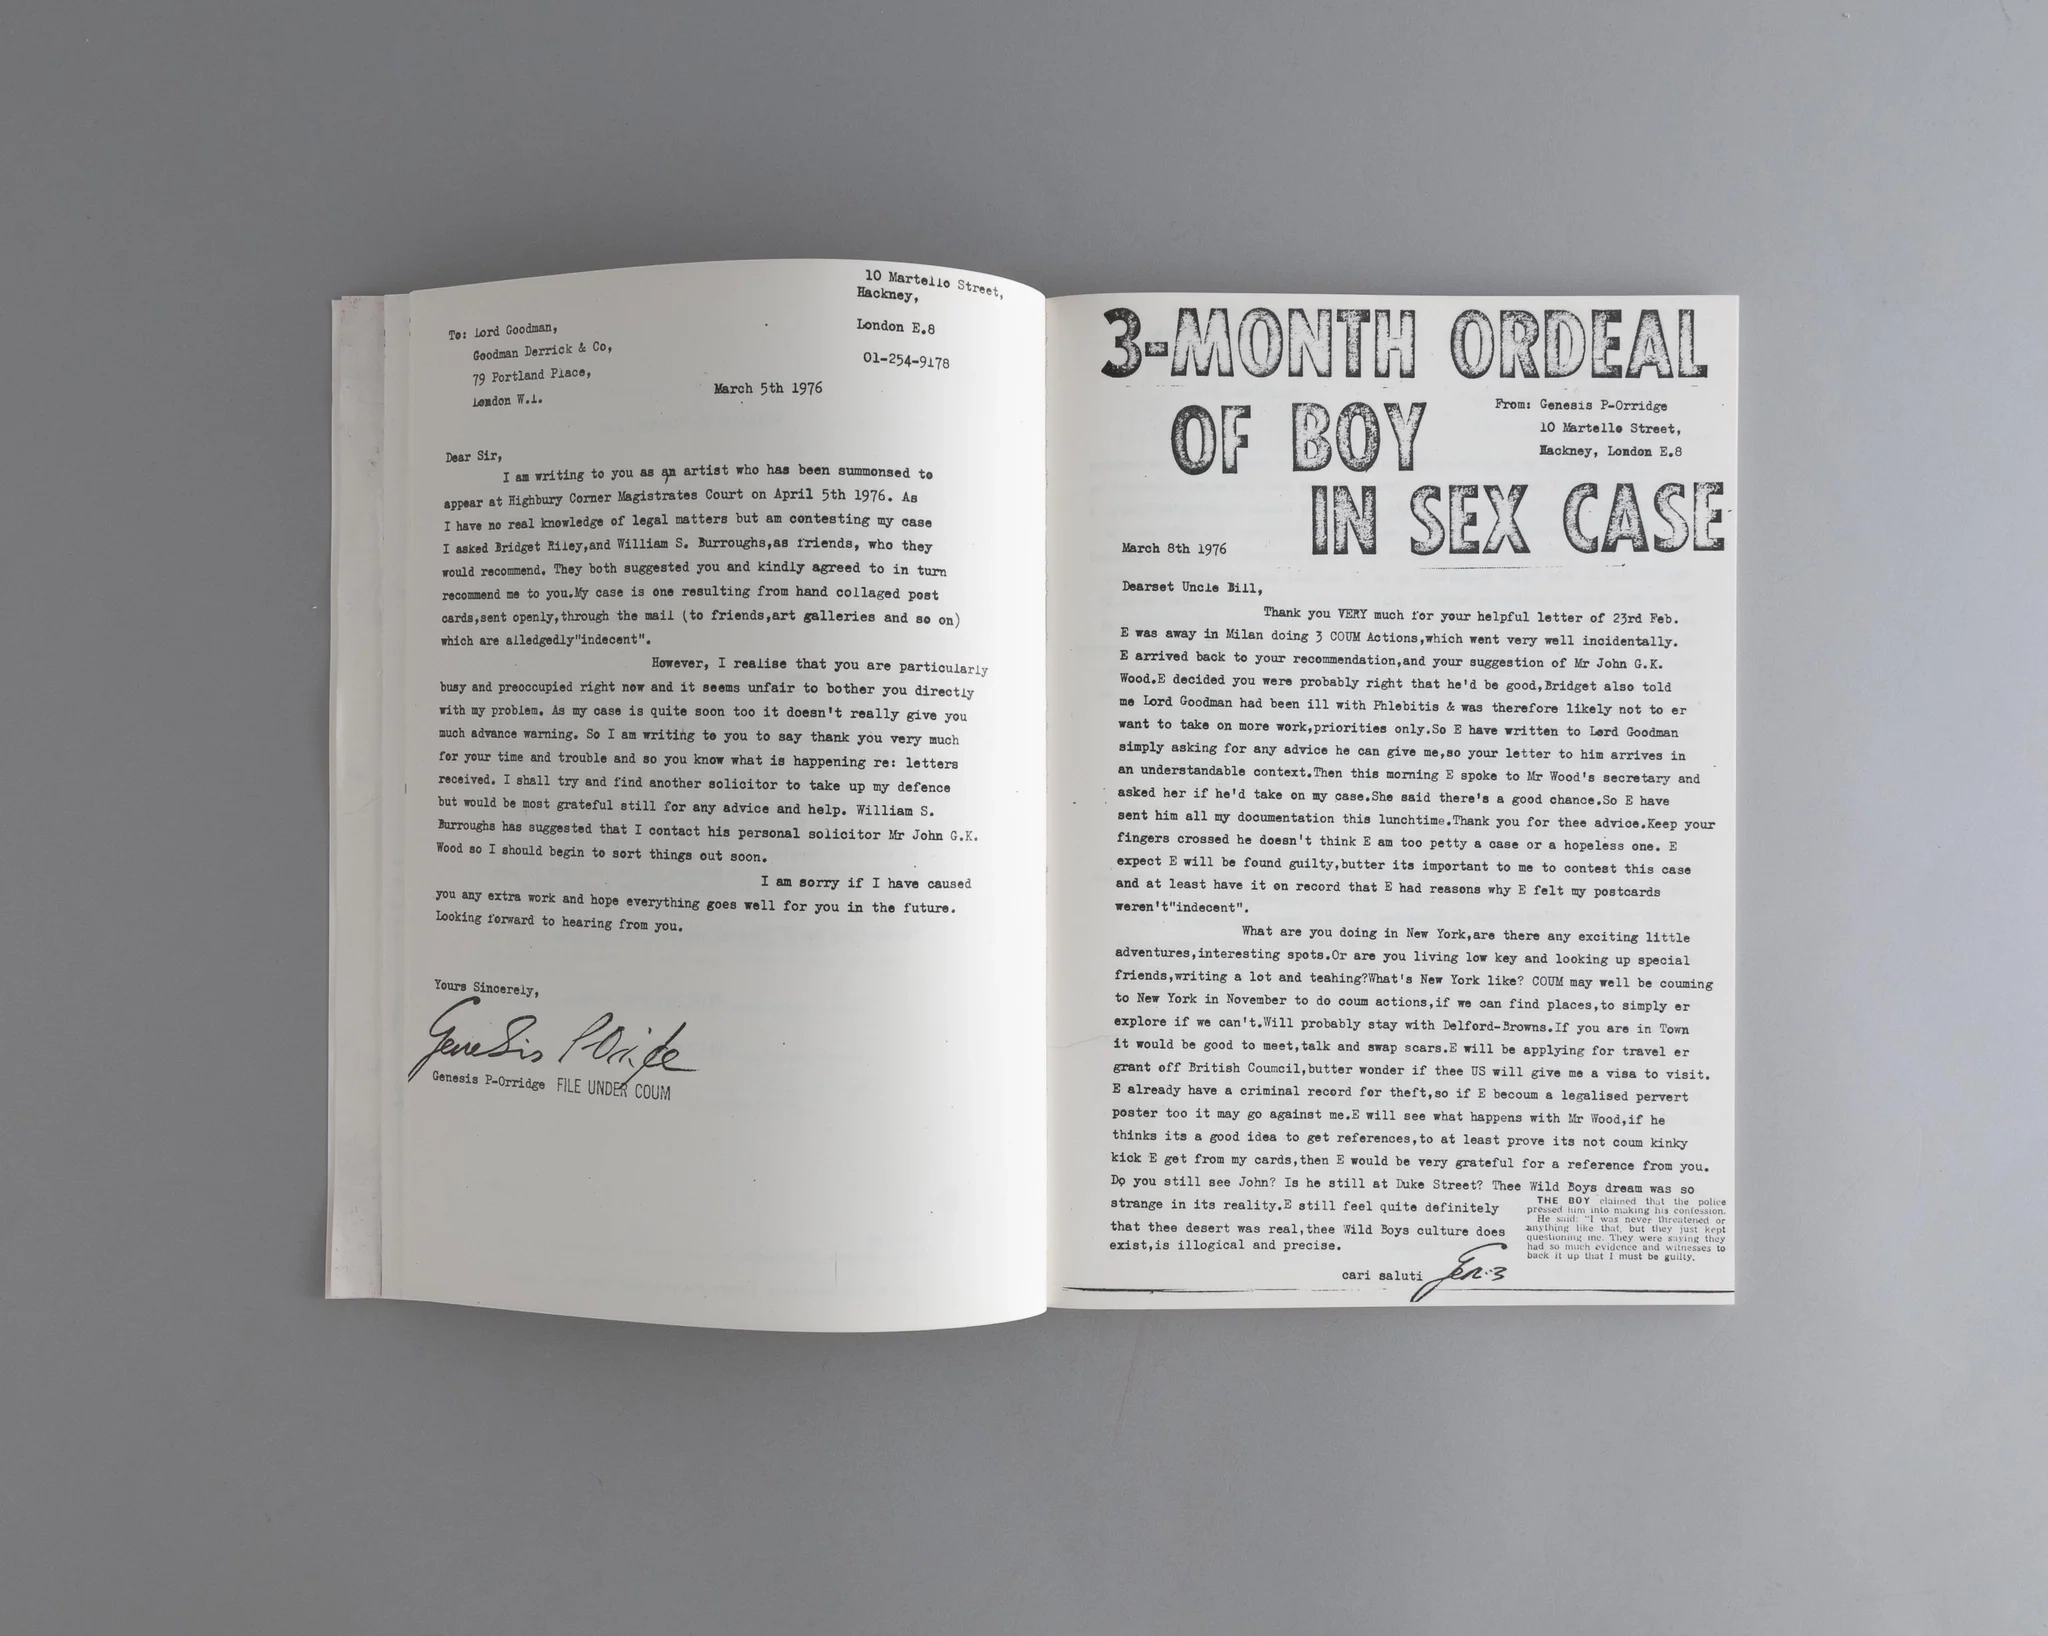 10 Martello Street,
Hackney,
London E.8
01-254-9178
To: Lord Goodman,
Goodman Derrick & Co,
79 Portland Place,
London W.1.
March 5th 1976
Dear Sir,
I am writing to you as an artist who has been summonsed to
appear at Highbury Corner Magistrates Court on April 5th 1976. As
I have no real knowledge of legal matters but am contesting my case
I asked Bridget Riley,and William S. Burroughs,as friends, who they
would recommend. They both suggested you and kindly agreed to in turn
recommend me to you.My case is one resulting from hand collaged post
cards,sent openly,through the mail (to friends,art galleries and so on)
which are alledgedly"indecent".
However, I realise that you are particularly
busy and preoccupied right now and it seems unfair to bother you directly
with my problem. As my case is quite soon too it doesn't really give you
much advance warning. So I am writing to you to say thank you very much
for your time and trouble and so you know what is happening re: letters
received. I shall try and find another solicitor to take up my defence
but would be most grateful still for any advice and help. William S.
Burroughs has suggested that I contact his personal solicitor Mr John G.K.
Wood so I should begin to sort things out soon.
I am sorry if I have caused
you any extra work and hope everything goes well for you in the future.
Looking forward to hearing from you.
Yours Sincerely,
Genesis P-Orridge
Genesis P-Orridge FILE UNDER COUM
3-MONTH ORDEAL
OF BOY
IN SEX CASE
From: Genesis P-Orridge
10 Martello Street,
Hackney, London E.8
March 8th 1976
Dearset Uncle Bill,
Thank you VERY much for your helpful letter of 23rd Feb.
E was away in Milan doing 3 COUM Actions,which went very well incidentally.
E arrived back to your recommendation,and your suggestion of Mr John G.K.
Wood.E decided you were probably right that he'd be good,Bridget also told
me Lord Goodman had been ill with Phlebitis & was therefore likely not to er
want to take on more work,priorities only.So E have written to Lord Goodman
simply asking for any advice he can give me,so your letter to him arrives in
an understandable context.Then this morning E spoke to Mr Wood's secretary and
asked her if he'd take on my case.She said there's a good chance.So E have
sent him all my documentation this lunchtime.Thank you for thee advice.Keep your
fingers crossed he doesn't think E am too petty a case or a hopeless one. E
expect E will be found guilty,butter its important to me to contest this case
and at least have it on record that E had reasons why E felt my postcards
weren't"indecent".
What are you doing in New York,are there any exciting little
adventures,interesting spots.Or are you living low key and looking up special
friends,writing a lot and teahing?What's New York like? COUM may well be couming
to New York in November to do coum actions,if we can find places,to simply er
explore if we can't.Will probably stay with Delford-Browns.If you are in Town
it would be good to meet,talk and swap scars.E will be applying for travel er
grant off British Council,butter wonder if thee US will give me a visa to visit.
E already have a criminal record for theft,so if E becoum a legalised pervert
poster too it may go against me.E will see what happens with Mr Wood,if he
thinks its a good idea to get references,to at least prove its not coum kinky
kick E get from my cards,then E would be very grateful for a reference from you.
Do you still see John? Is he still at Duke Street? Thee Wild Boys dream was so
strange in its reality.E still feel quite definitely
that thee desert was real,thee Wild Boys culture does
exist,is illogical and precise.
THE BOY claimed that the police
pressed him into making his confession.
He said: "I was never threatened or
anything like that, but they just kept
questioning me. They were saying they
had so much evidence and witnesses to
back it up that I must be guilty.
cari saluti Gen.3